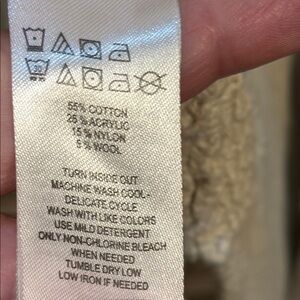 30
55% COTTON
25% ACRYLIC
15% NYLON
5% WOOL
TURN INSIDE OUT
MACHINE WASH COOL-
DELICATE CYCLE
WASH WITH LIKE COLORS
USE MILD DETERGENT
ONLY NON-CHLORINE BLEACH
WHEN NEEDED
TUMBLE DRY LOW
LOW IRON IF NEEDED